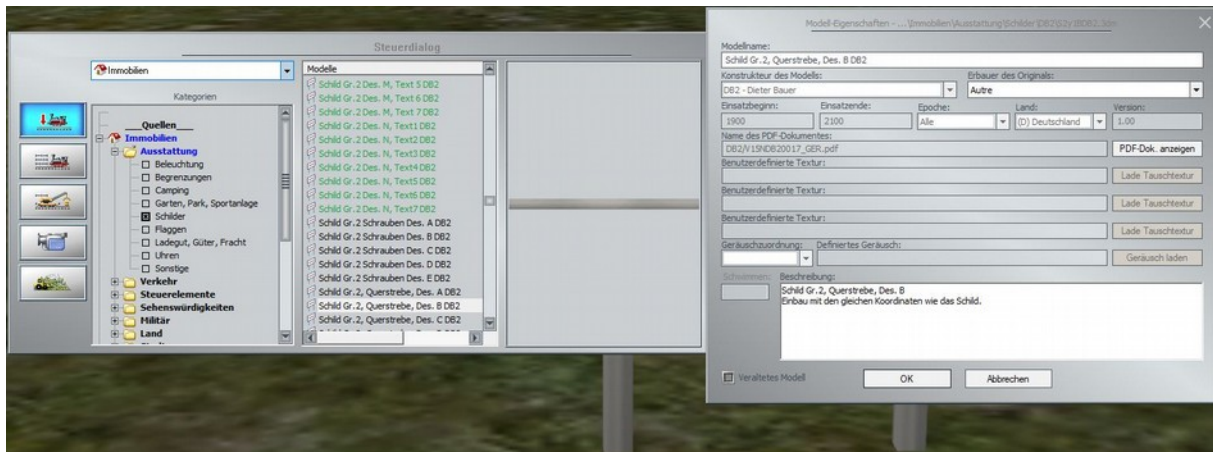 Steuerdialog
Immobilien
Kategorien
__Quellen__
Immobilien
Ausstattung
Beleuchtung
Begrenzungen
Camping
Garten, Park, Sportanlage
Schilder
Flaggen
Ladegut, Güter, Fracht
Uhren
Sonstige
Verkehr
Steuerelemente
Sehenswürdigkeiten
Militär
Land
Modelle
Schild Gr.2 Des. M, Text 5 DB2
Schild Gr.2 Des. M, Text 6 DB2
Schild Gr.2 Des. M, Text 7 DB2
Schild Gr.2 Des. N, Text1 DB2
Schild Gr.2 Des. N, Text2 DB2
Schild Gr.2 Des. N, Text3 DB2
Schild Gr.2 Des. N, Text4 DB2
Schild Gr.2 Des. N, Text5 DB2
Schild Gr.2 Des. N, Text6 DB2
Schild Gr.2 Des. N, Text7 DB2
Schild Gr.2 Schrauben Des. A DB2
Schild Gr.2 Schrauben Des. B DB2
Schild Gr.2 Schrauben Des. C DB2
Schild Gr.2 Schrauben Des. D DB2
Schild Gr.2 Schrauben Des. E DB2
Schild Gr.2, Querstrebe, Des. A DB2
Schild Gr.2, Querstrebe, Des. B DB2
Schild Gr.2, Querstrebe, Des. C DB2
Modell-Eigenschaften - ...\Immobilien\Ausstattung\Schilder\DB2\
Modellname:
Schild Gr.2, Querstrebe, Des. B DB2
Konstrukteur des Modells: Erbauer des Originals:
DB2 - Dieter Bauer Autre
Einsatzbeginn: Einsatzende: Epoche: Land: Version:
1900 2100 Alle (D) Deutschland 1.00
Name des PDF-Dokumentes:
DB2/V15NDB20017_GER.pdf PDF-Dok. anzeigen
Benutzerdefinierte Textur:
Lade Tauschtextur
Benutzerdefinierte Textur:
Lade Tauschtextur
Benutzerdefinierte Textur:
Lade Tauschtextur
Geräuschzuordnung: Definiertes Geräusch:
Geräusch laden
Schwimmen: Beschreibung:
Schild Gr.2, Querstrebe, Des. B
Einbau mit den gleichen Koordinaten wie das Schild.
Veraltetes Modell OK Abbrechen